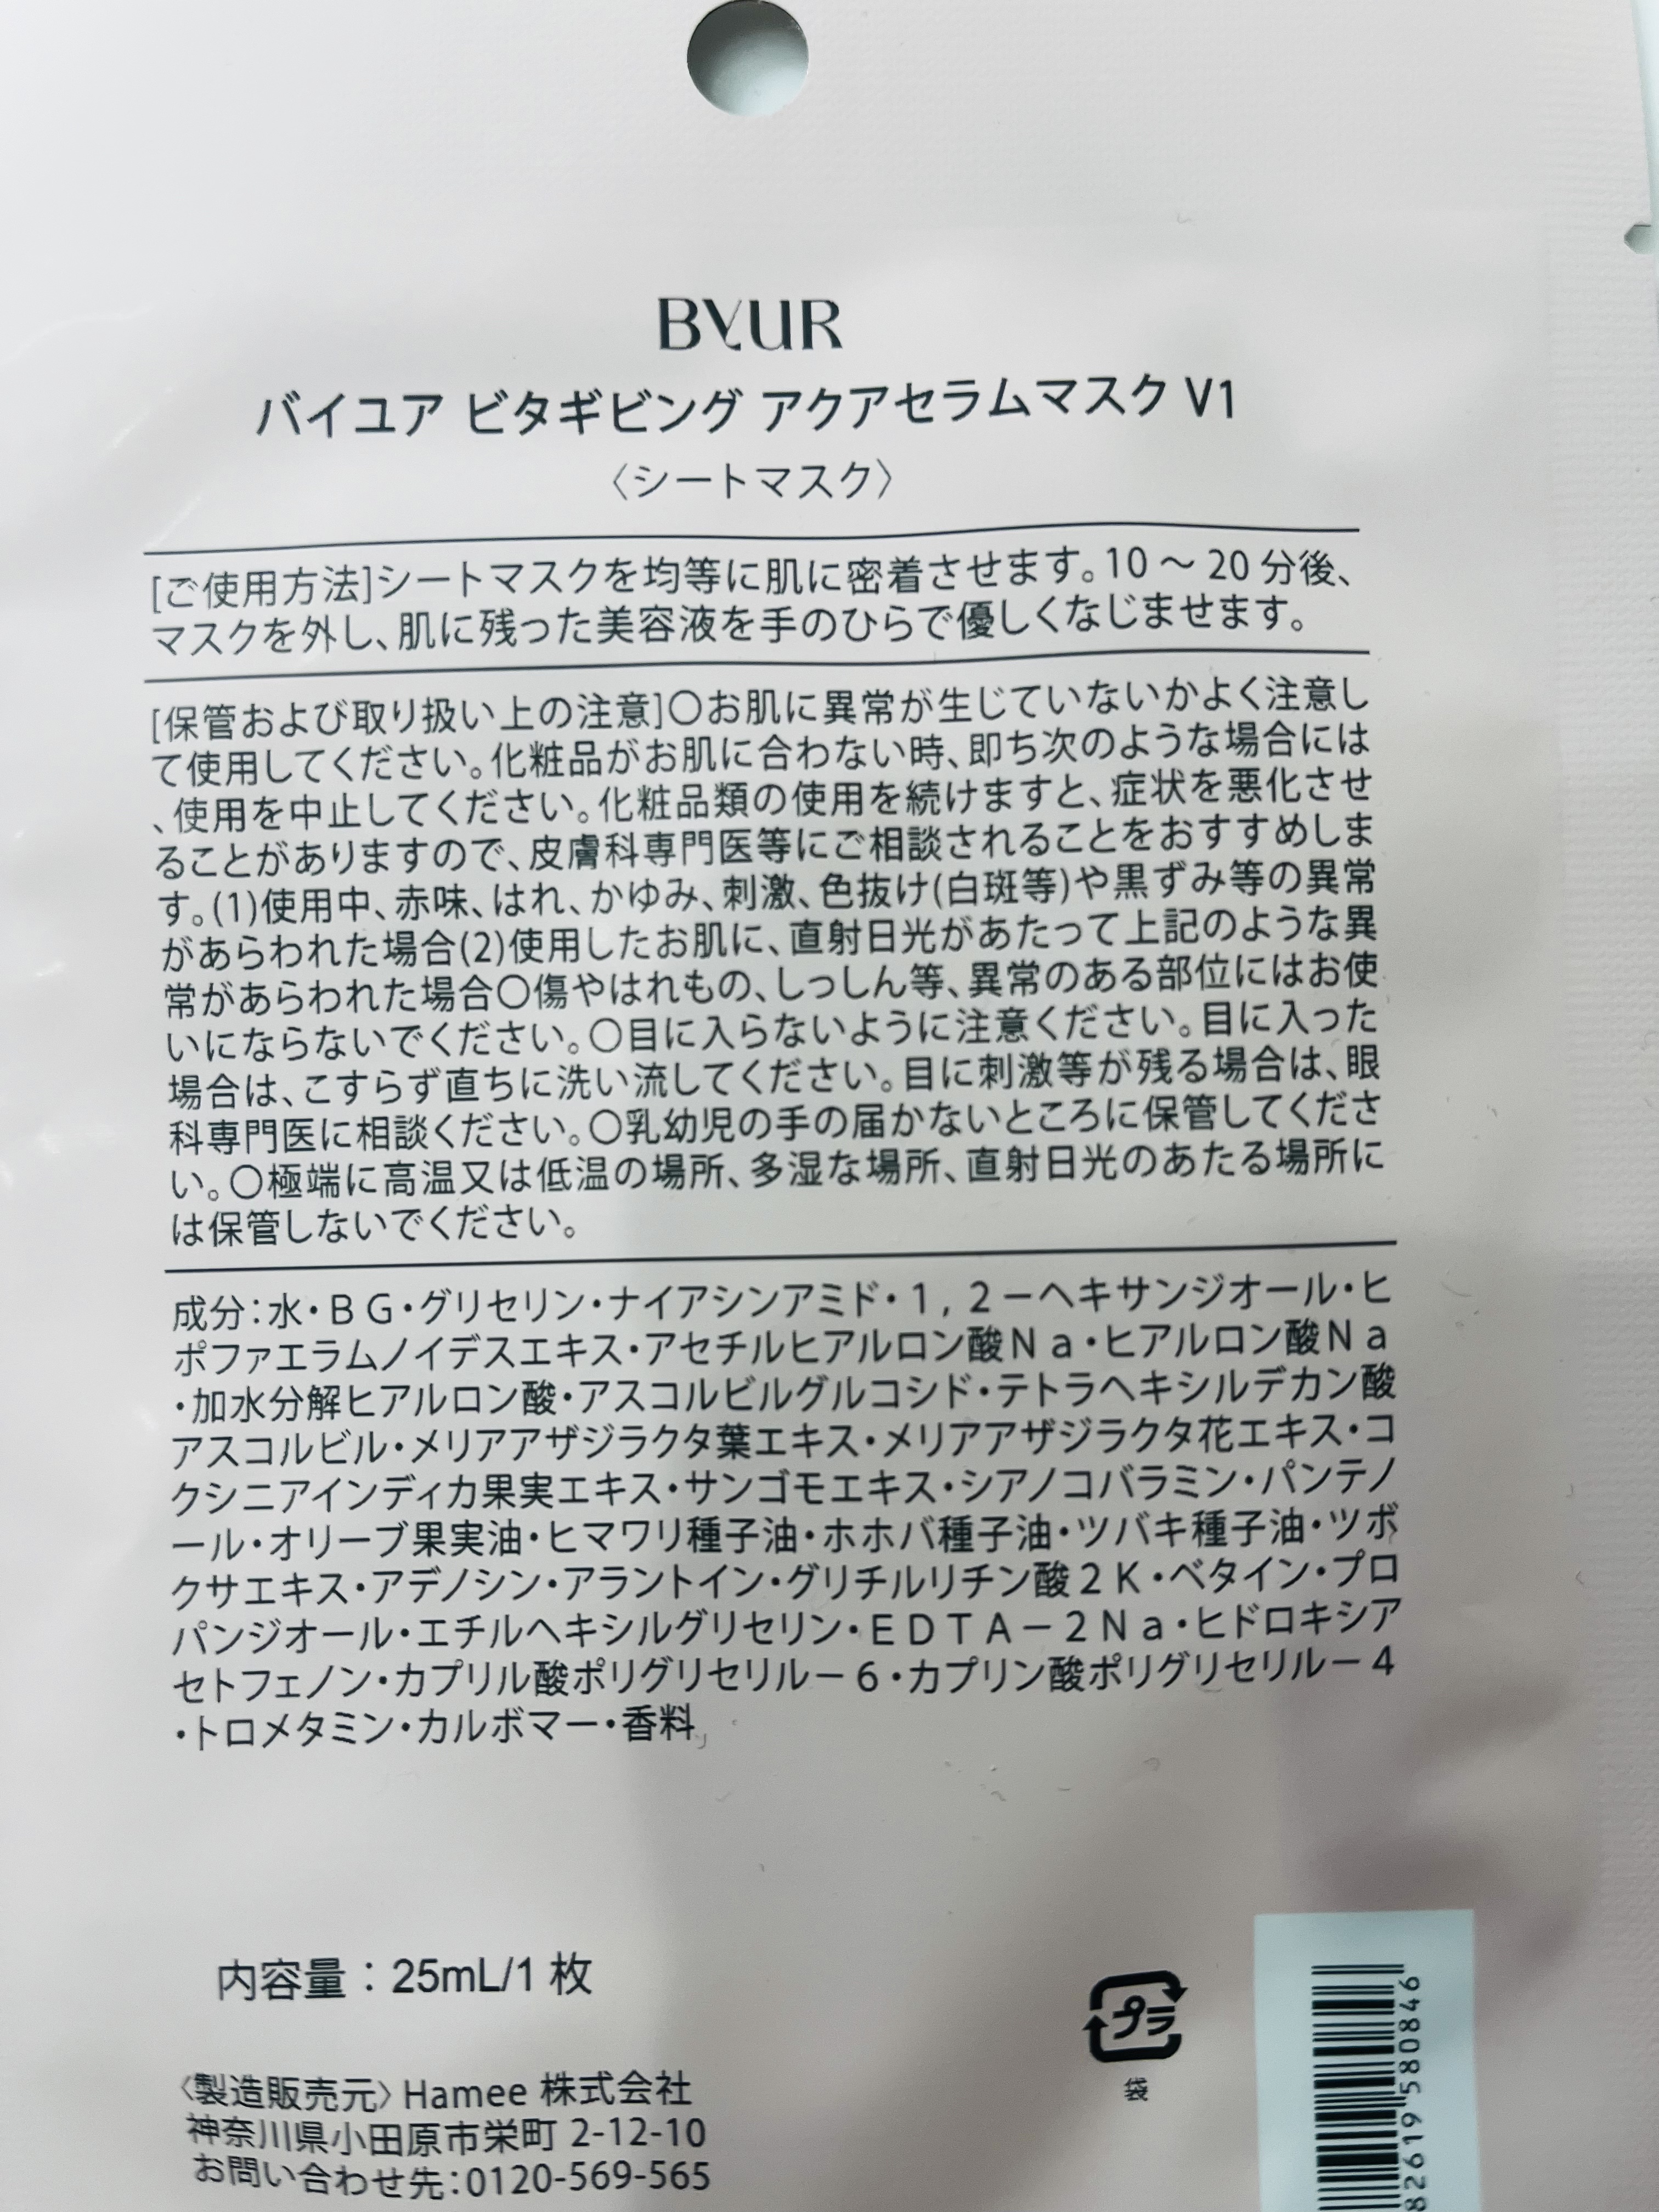 BYUR
バイユア ビタギビング アクアセラムマスク V1
〈シートマスク〉
[ご使用方法]シートマスクを均等に肌に密着させます。10 〜 20 分後、
マスクを外し、肌に残った美容液を手のひらで優しくなじませます。
[保管および取り扱い上の注意]〇お肌に異常が生じていないかよく注意し
て使用してください。化粧品がお肌に合わない時、即ち次のような場合には
、使用を中止してください。化粧品類の使用を続けますと、症状を悪化させ
ることがありますので、皮膚科専門医等にご相談されることをおすすめしま
す。(1)使用中、赤味、はれ、かゆみ、刺激、色抜け(白斑等)や黒ずみ等の異常
があらわれた場合(2)使用したお肌に、直射日光があたって上記のような異
常があらわれた場合〇傷やはれもの、しっしん等、異常のある部位にはお使
いにならないでください。〇目に入らないように注意ください。目に入った
場合は、こすらず直ちに洗い流してください。目に刺激等が残る場合は、眼
科専門医に相談ください。〇乳幼児の手の届かないところに保管してくださ
い。〇極端に高温又は低温の場所、多湿な場所、直射日光のあたる場所に
は保管しないでください。
成分：水・ＢＧ・グリセリン・ナイアシンアミド・１，２－ヘキサンジオール・ヒ
ポファエラムノイデスエキス・アセチルヒアルロン酸Ｎａ・ヒアルロン酸Ｎａ
・加水分解ヒアルロン酸・アスコルビルグルコシド・テトラヘキシルデカン酸
アスコルビル・メリアアザジラクタ葉エキス・メリアアザジラクタ花エキス・コ
クシニアインディカ果実エキス・サンゴモエキス・シアノコバラミン・パンテノ
ール・オリーブ果実油・ヒマワリ種子油・ホホバ種子油・ツバキ種子油・ツボ
クサエキス・アデノシン・アラントイン・グリチルリチン酸２Ｋ・ベタイン・プロ
パンジオール・エチルヘキシルグリセリン・ＥＤＴＡ－２Ｎａ・ヒドロキシア
セトフェノン・カプリル酸ポリグリセリル－６・カプリン酸ポリグリセリル－４
・トロメタミン・カルボマー・香料
内容量：25mL/1 枚
プラ
袋
〈製造販売元〉Hamee 株式会社
神奈川県小田原市栄町 2-12-10
お問い合わせ先：0120-569-565
82619 580846